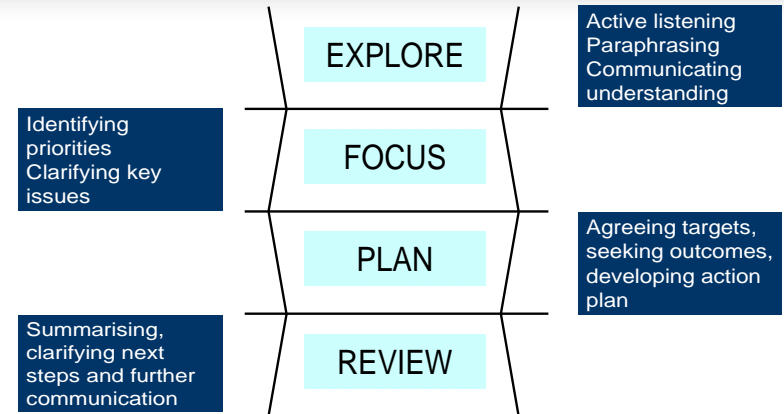 EXPLORE
Active listening
Paraphrasing
Communicating
understanding
Identifying
priorities
Clarifying key
issues
FOCUS
PLAN
Agreeing targets,
seeking outcomes,
developing action
plan
Summarising,
clarifying next
steps and further
communication
REVIEW